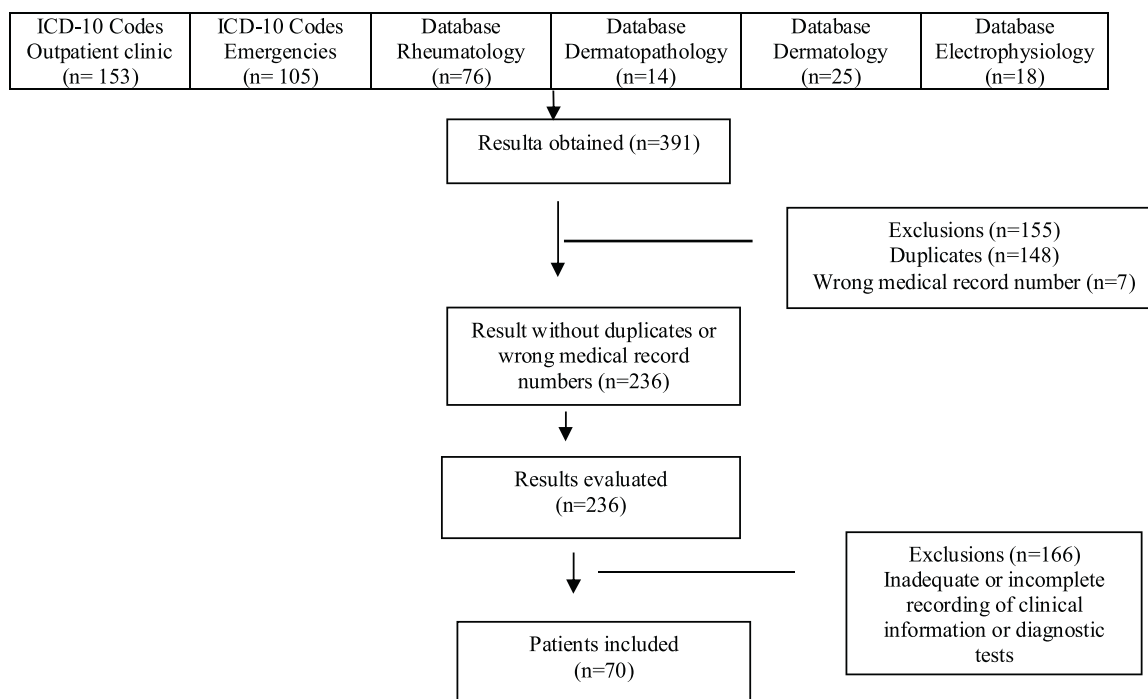 ICD-10 Codes
Outpatient clinic
(n= 153)
ICD-10 Codes
Emergencies
(n= 105)
Database
Rheumatology
(n=76)
Database
Dermatopathology
(n=14)
Database
Dermatology
(n=25)
Database
Electrophysiology
(n=18)
Resulta obtained (n=391)
Exclusions (n=155)
Duplicates (n=148)
Wrong medical record number (n=7)
Result without duplicates or
wrong medical record
numbers (n=236)
Results evaluated
(n=236)
Exclusions (n=166)
Inadequate or incomplete
recording of clinical
information or diagnostic
tests
Patients included
(n=70)